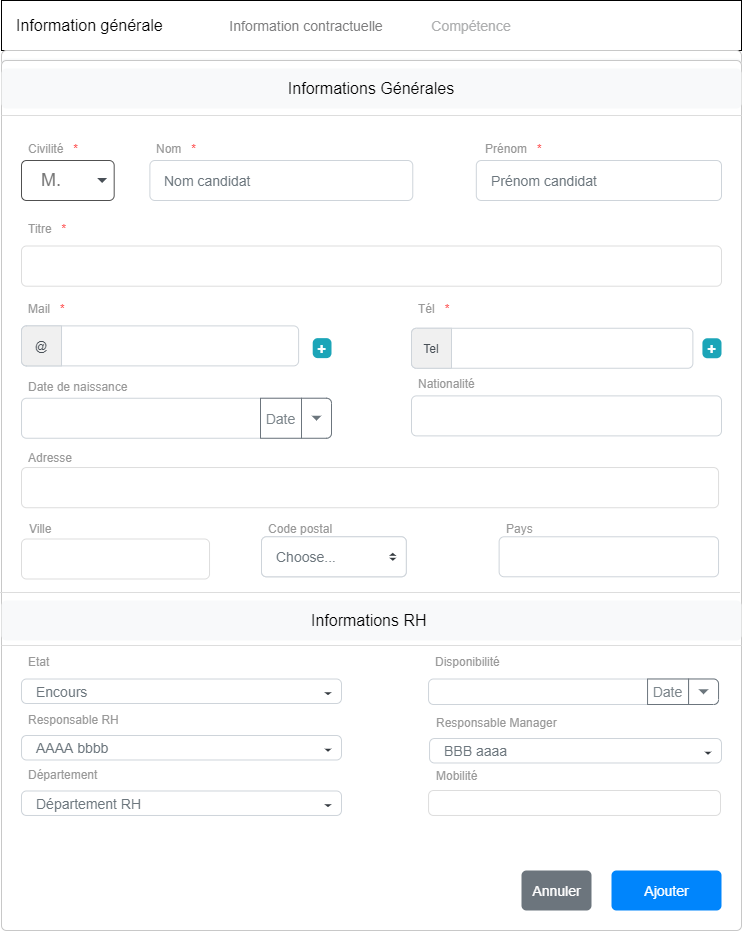 Information générale Information contractuelle Compétence
Informations Générales
Civilité * Nom * Prénom *
M. Nom candidat Prénom candidat
Titre *
Mail * Tél *
@ + Tel +
Date de naissance Nationalité
Date
Adresse
Ville Code postal Pays
Choose...
Informations RH
Etat Disponibilité
Encours Date
Responsable RH Responsable Manager
AAAA bbbb BBB aaaa
Département Mobilité
Département RH
Annuler Ajouter